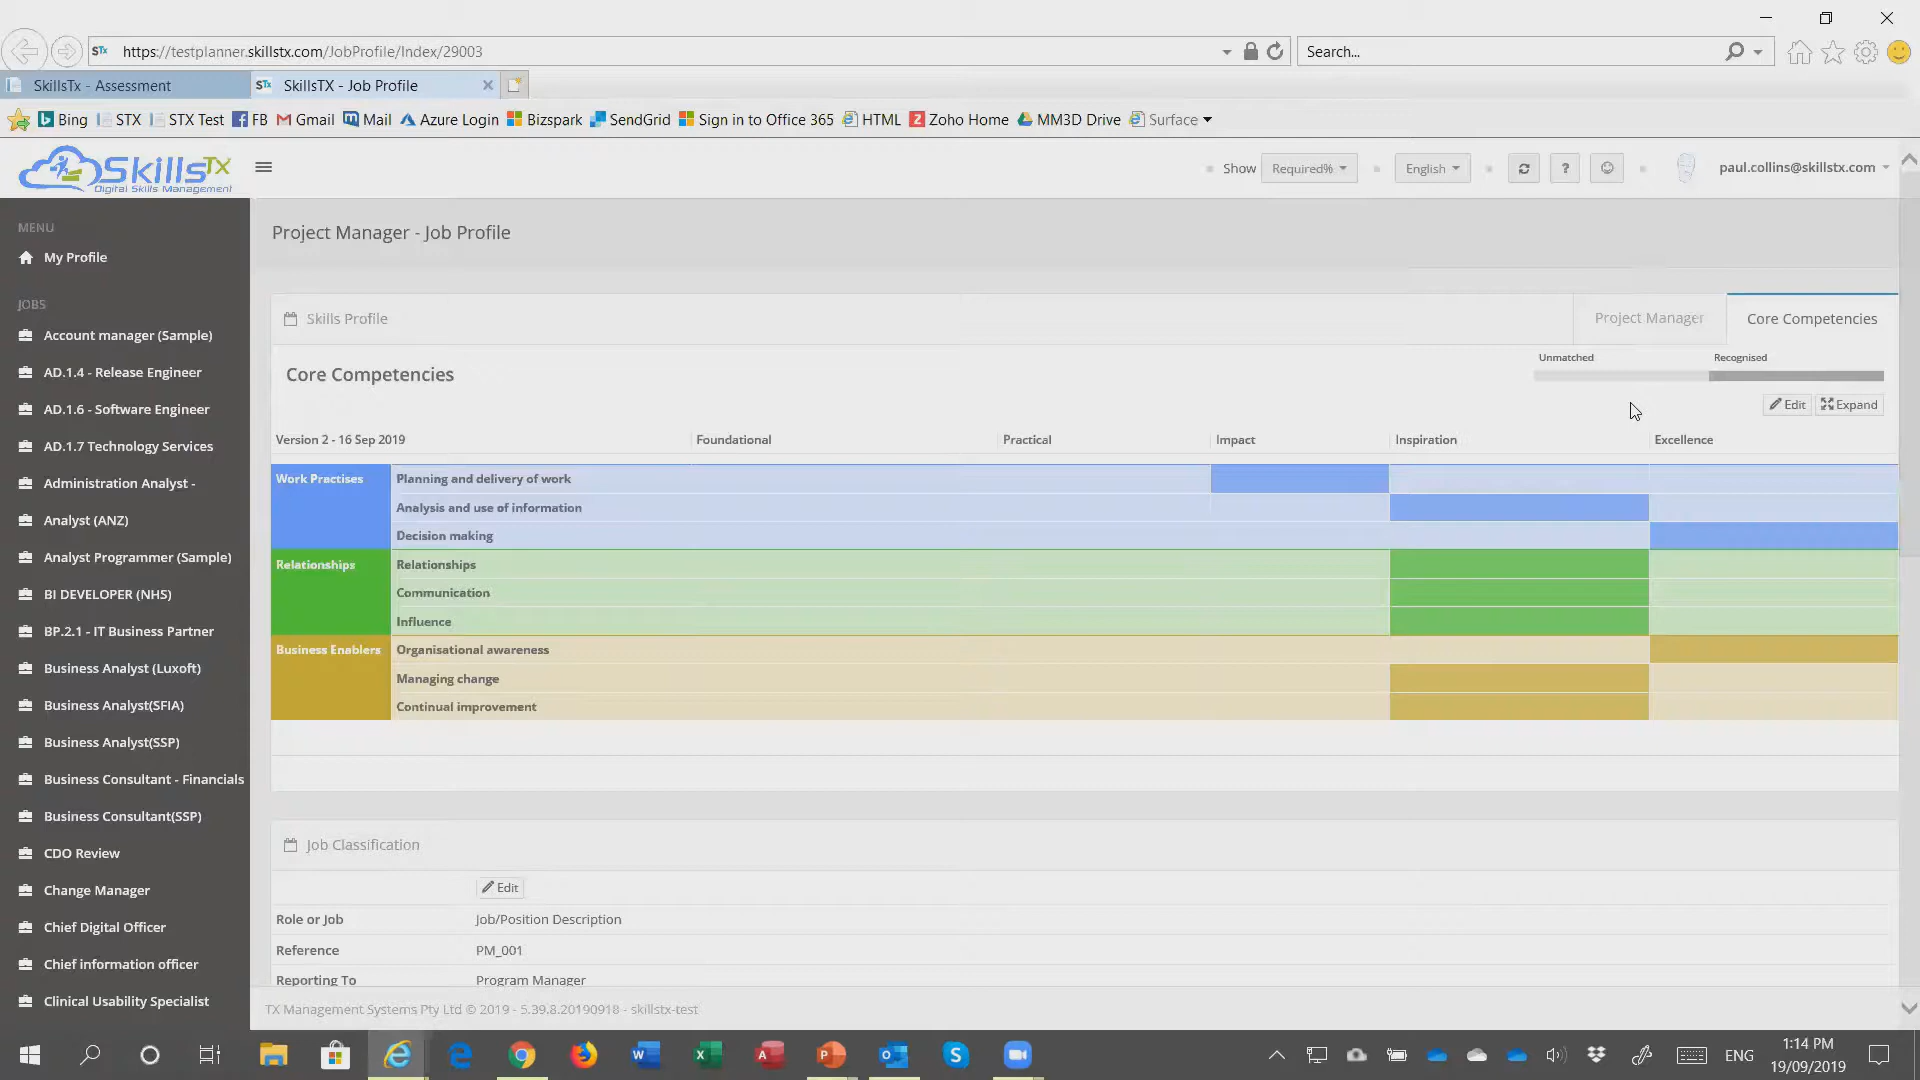 https://testplanner.skillstx.com/JobProfile/Index/29003
Search...
SkillsTx - Assessment
STx SkillsTX - Job Profile
Bing STX STX Test FB Gmail Mail Azure Login Bizspark SendGrid Sign in to Office 365 HTML Zoho Home MM3D Drive Surface
SkillsTX
Digital Skills Management
Show Required% English ? paul.collins@skillstx.com
MENU
My Profile
JOBS
Account manager (Sample)
AD.1.4 - Release Engineer
AD.1.6 - Software Engineer
AD.1.7 Technology Services
Administration Analyst -
Analyst (ANZ)
Analyst Programmer (Sample)
BI DEVELOPER (NHS)
BP.2.1 - IT Business Partner
Business Analyst (Luxoft)
Business Analyst(SFIA)
Business Analyst(SSP)
Business Consultant - Financials
Business Consultant(SSP)
CDO Review
Change Manager
Chief Digital Officer
Chief information officer
Clinical Usability Specialist
Project Manager - Job Profile
Skills Profile
Project Manager
Core Competencies
Core Competencies
Unmatched Recognised
Edit Expand
Version 2 - 16 Sep 2019 Foundational Practical Impact Inspiration Excellence
Work Practises Planning and delivery of work
Analysis and use of information
Decision making
Relationships Relationships
Communication
Influence
Business Enablers Organisational awareness
Managing change
Continual improvement
Job Classification
Edit
Role or Job Job/Position Description
Reference PM_001
Reporting To Program Manager
TX Management Systems Pty Ltd © 2019 - 5.39.8.20190918 - skillstx-test
ENG
1:14 PM
19/09/2019